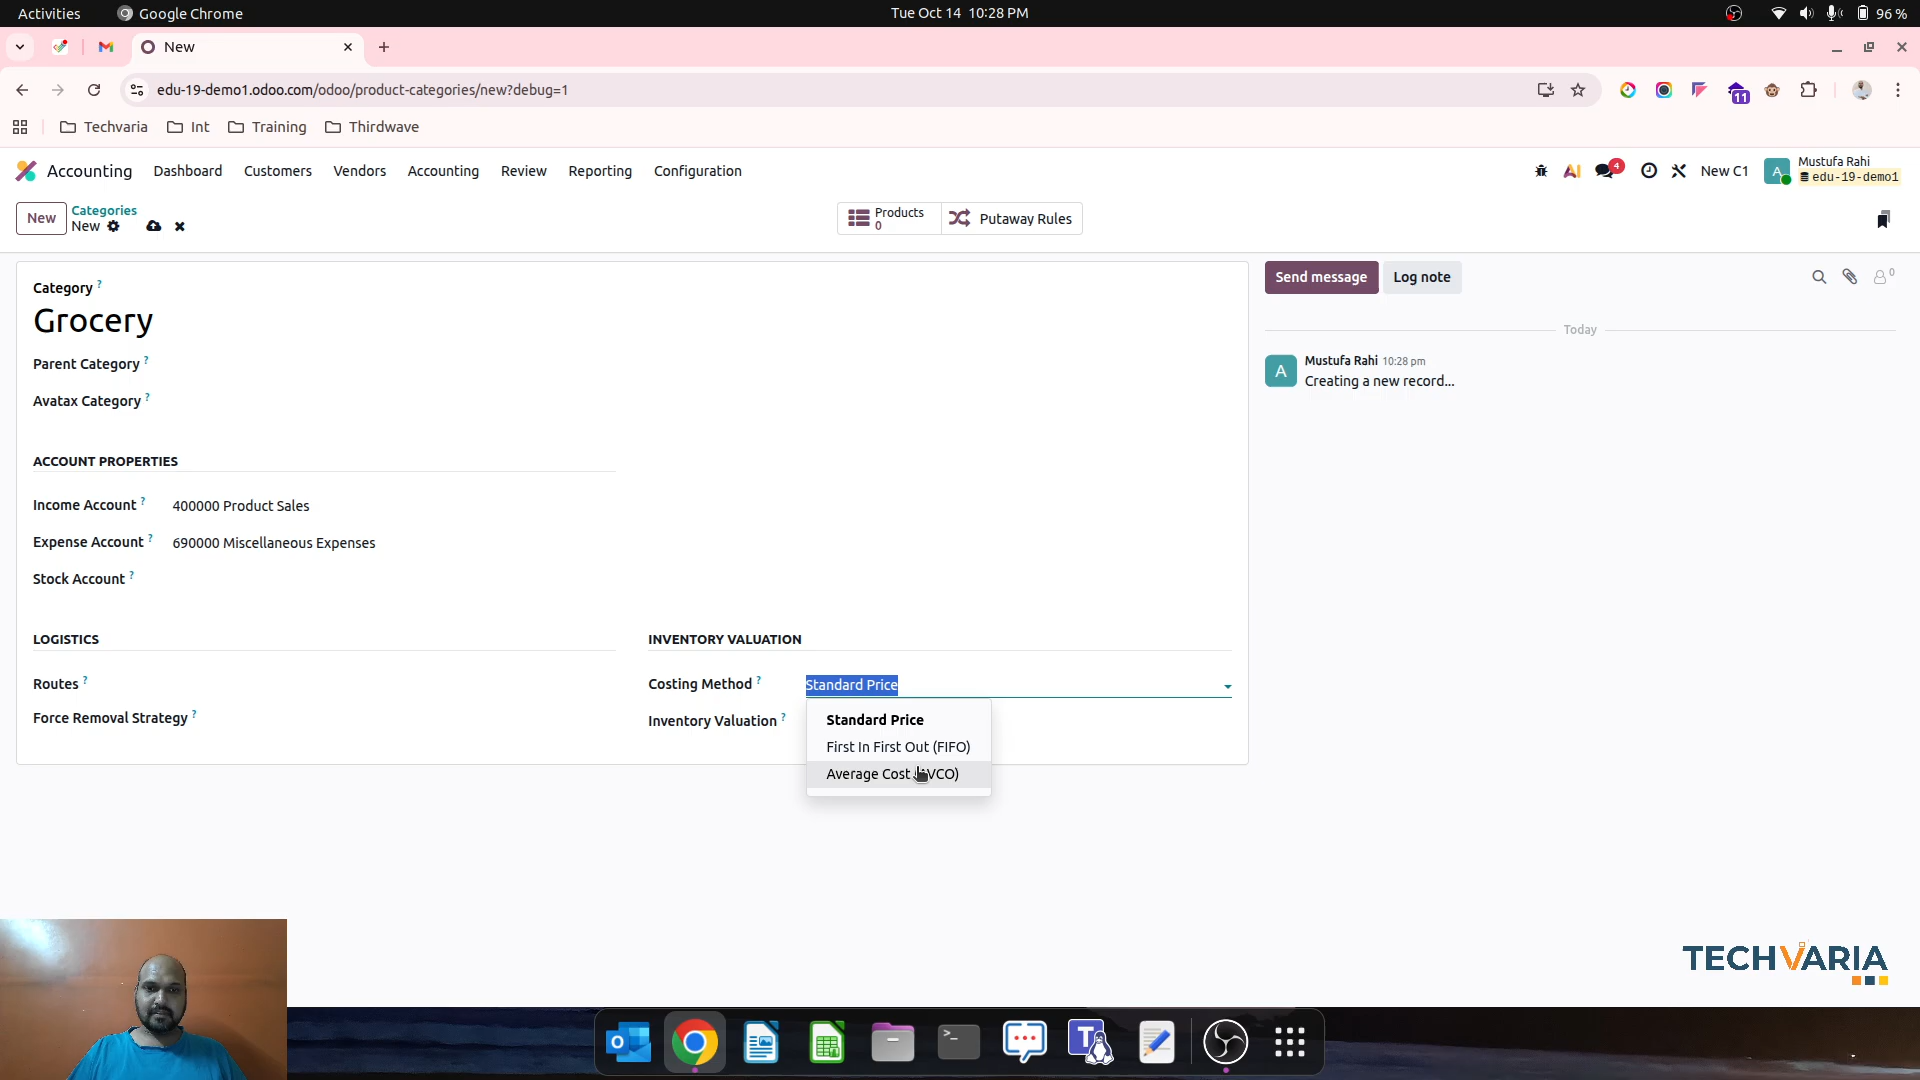 Activities
Google Chrome
Tue Oct 14 10:28 PM
96 %
New
edu-19-demo1.odoo.com/odoo/product-categories/new?debug=1
11
Techvaria
Int
Training
Thirdwave
Accounting
Dashboard
Customers
Vendors
Accounting
Review
Reporting
Configuration
AI
4
New C1
A
Mustufa Rahi
edu-19-demo1
New
Categories
New
Products
0
Putaway Rules
Category ?
Grocery
Parent Category ?
Avatax Category ?
ACCOUNT PROPERTIES
Income Account ?
400000 Product Sales
Expense Account ?
690000 Miscellaneous Expenses
Stock Account ?
LOGISTICS
Routes ?
Force Removal Strategy ?
INVENTORY VALUATION
Costing Method ?
Standard Price
Inventory Valuation ?
Standard Price
First In First Out (FIFO)
Average Cost VCO)
Send message
Log note
0
Today
A
Mustufa Rahi 10:28 pm
Creating a new record...
TECHVARIA